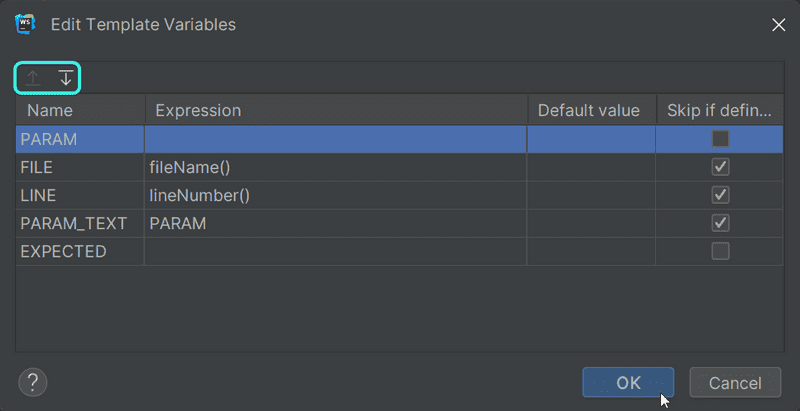 WS
Edit Template Variables
Name Expression Default value Skip if defin...
PARAM
FILE fileName()
LINE lineNumber()
PARAM_TEXT PARAM
EXPECTED
? OK Cancel